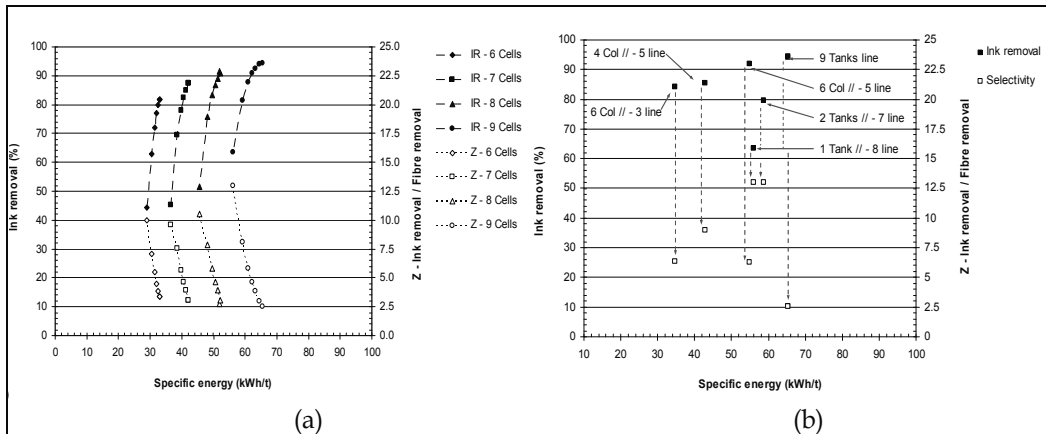 100
90
80
70
60
50
40
30
20
10
0
Ink removal (%)
25.0
22.5
20.0
17.5
15.0
12.5
10.0
7.5
5.0
2.5
0.0
Z - Ink removal / Fibre removal
10 20 30 40 50 60 70 80 90 100
Specific energy (kWh/t)
IR - 6 Cells
IR - 7 Cells
IR - 8 Cells
IR - 9 Cells
Z - 6 Cells
Z - 7 Cells
Z - 8 Cells
Z - 9 Cells
(a)
100
90
80
70
60
50
40
30
20
10
0
Ink removal (%)
4 Col // - 5 line
6 Col // - 3 line
9 Tanks line
6 Col // - 5 line
2 Tanks // - 7 line
1 Tank // - 8 line
25
22.5
20
17.5
15
12.5
10
7.5
5
2.5
0
Z - Ink removal / Fibre removal
10 20 30 40 50 60 70 80 90 100
Specific energy (kWh/t)
Ink removal
Selectivity
(b)